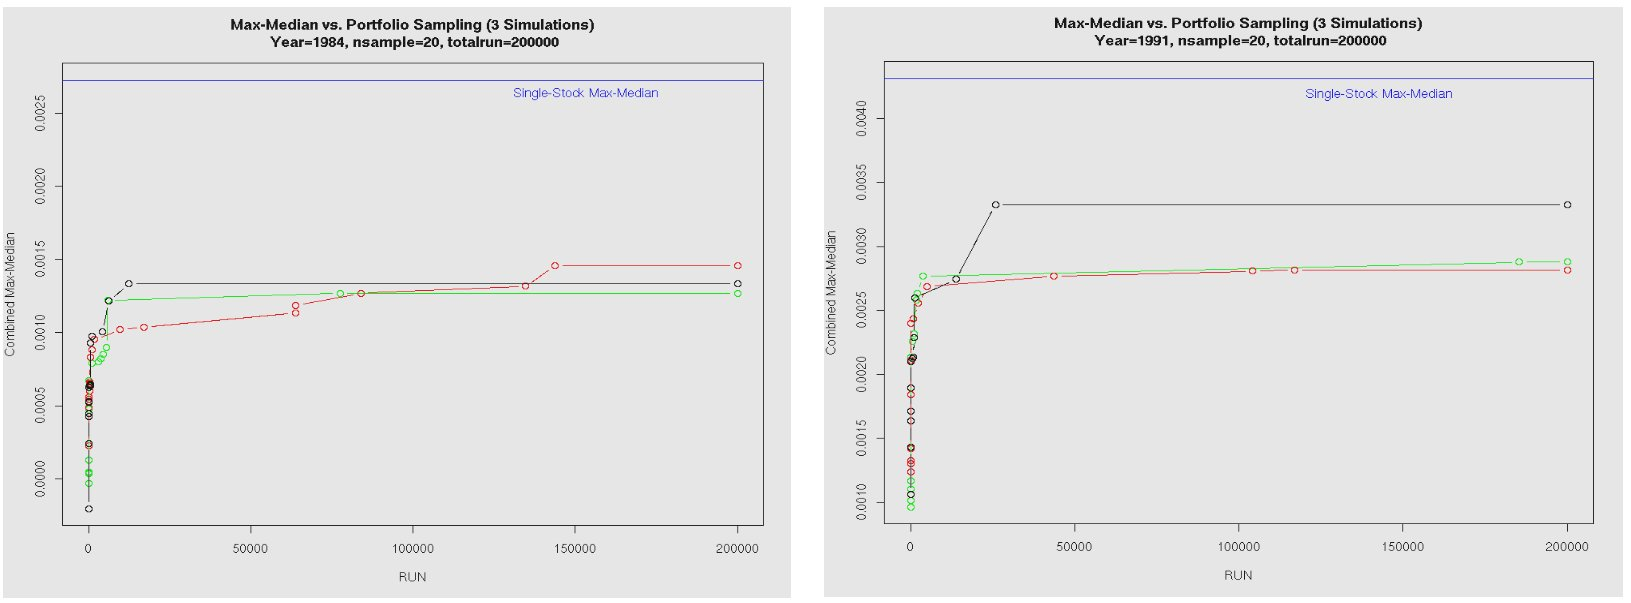 Max-Median vs. Portfolio Sampling (3 Simulations)
Year=1984, nsample=20, totalrun=200000
Single-Stock Max-Median
Combined Max-Median
0.0025
0.0020
0.0015
0.0010
0.0005
0.0000
0
50000
100000
150000
200000
RUN
Max-Median vs. Portfolio Sampling (3 Simulations)
Year=1991, nsample=20, totalrun=200000
Single-Stock Max-Median
Combined Max-Median
0.0040
0.0035
0.0030
0.0025
0.0020
0.0015
0.0010
0
50000
100000
150000
200000
RUN